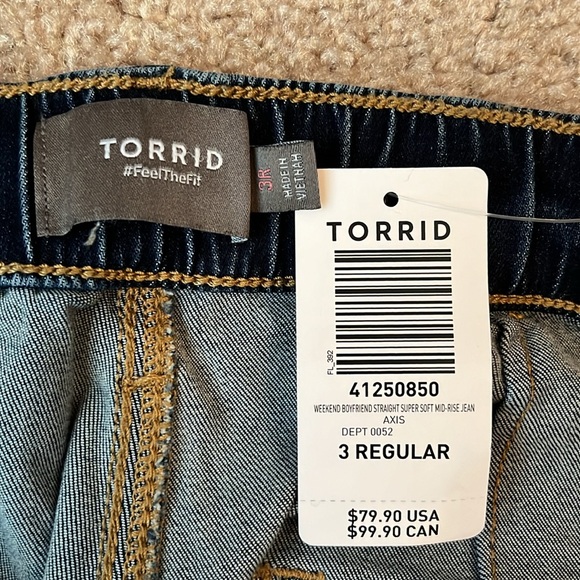 TORRID
#FeelTheFit
3R
MADE IN
VIETNAM
TORRID
FL_392
41250850
WEEKEND BOYFRIEND STRAIGHT SUPER SOFT MID-RISE JEAN
AXIS
DEPT 0052
3 REGULAR
$79.90 USA
$99.90 CAN